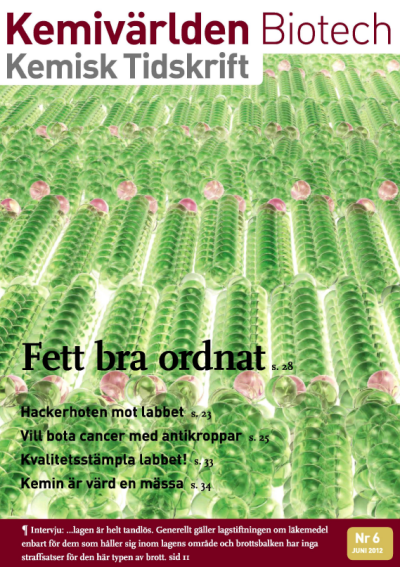 Kemivärlden Biotech
Kemisk Tidskrift
Fett bra ordnat s. 28
Hackerhoten mot labbet s. 23
Vill bota cancer med antikroppar s. 25
Kvalitetsstämpla labbet! s. 33
Kemin är värd en mässa s. 34
¶ Intervju: ...lagen är helt tandlös. Generellt gäller lagstiftningen om läkemedel
enbart för dem som håller sig inom lagens område och brottsbalken har inga
straffsatser för den här typen av brott. sid 11
Nr 6
JUNI 2012